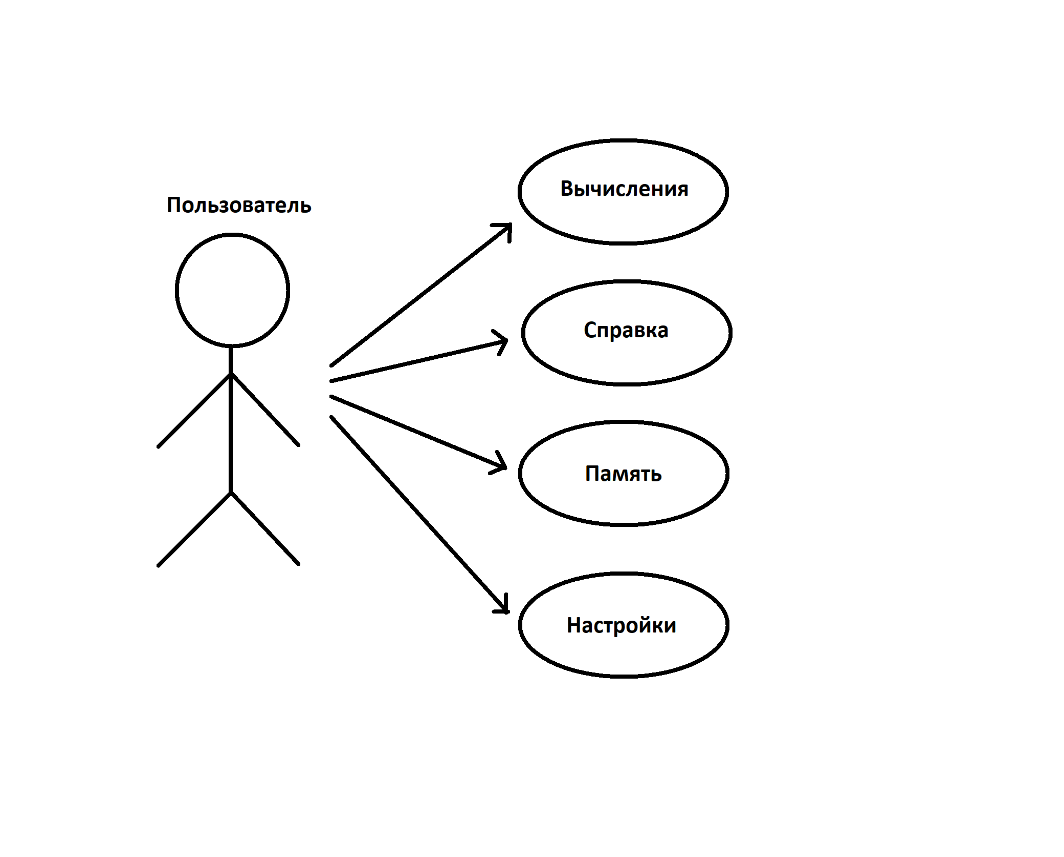 Пользователь
Вычисления
Справка
Память
Настройки